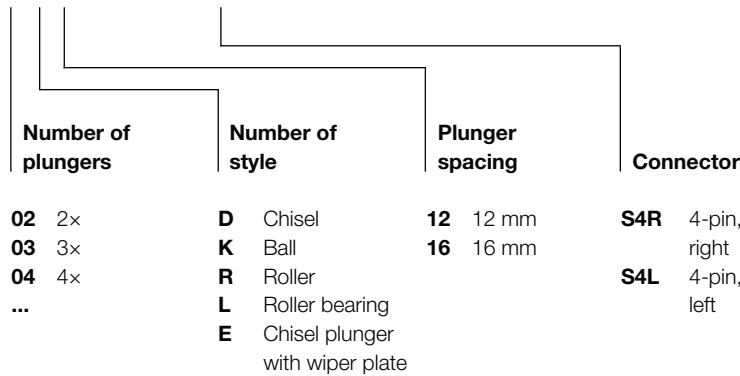 Number of
plungers
Number of
style
Plunger
spacing
Connector
02 2×
03 3×
04 4×
...
D Chisel
K Ball
R Roller
L Roller bearing
E Chisel plunger
with wiper plate
12 12 mm
16 16 mm
S4R 4-pin,
right
S4L 4-pin,
left